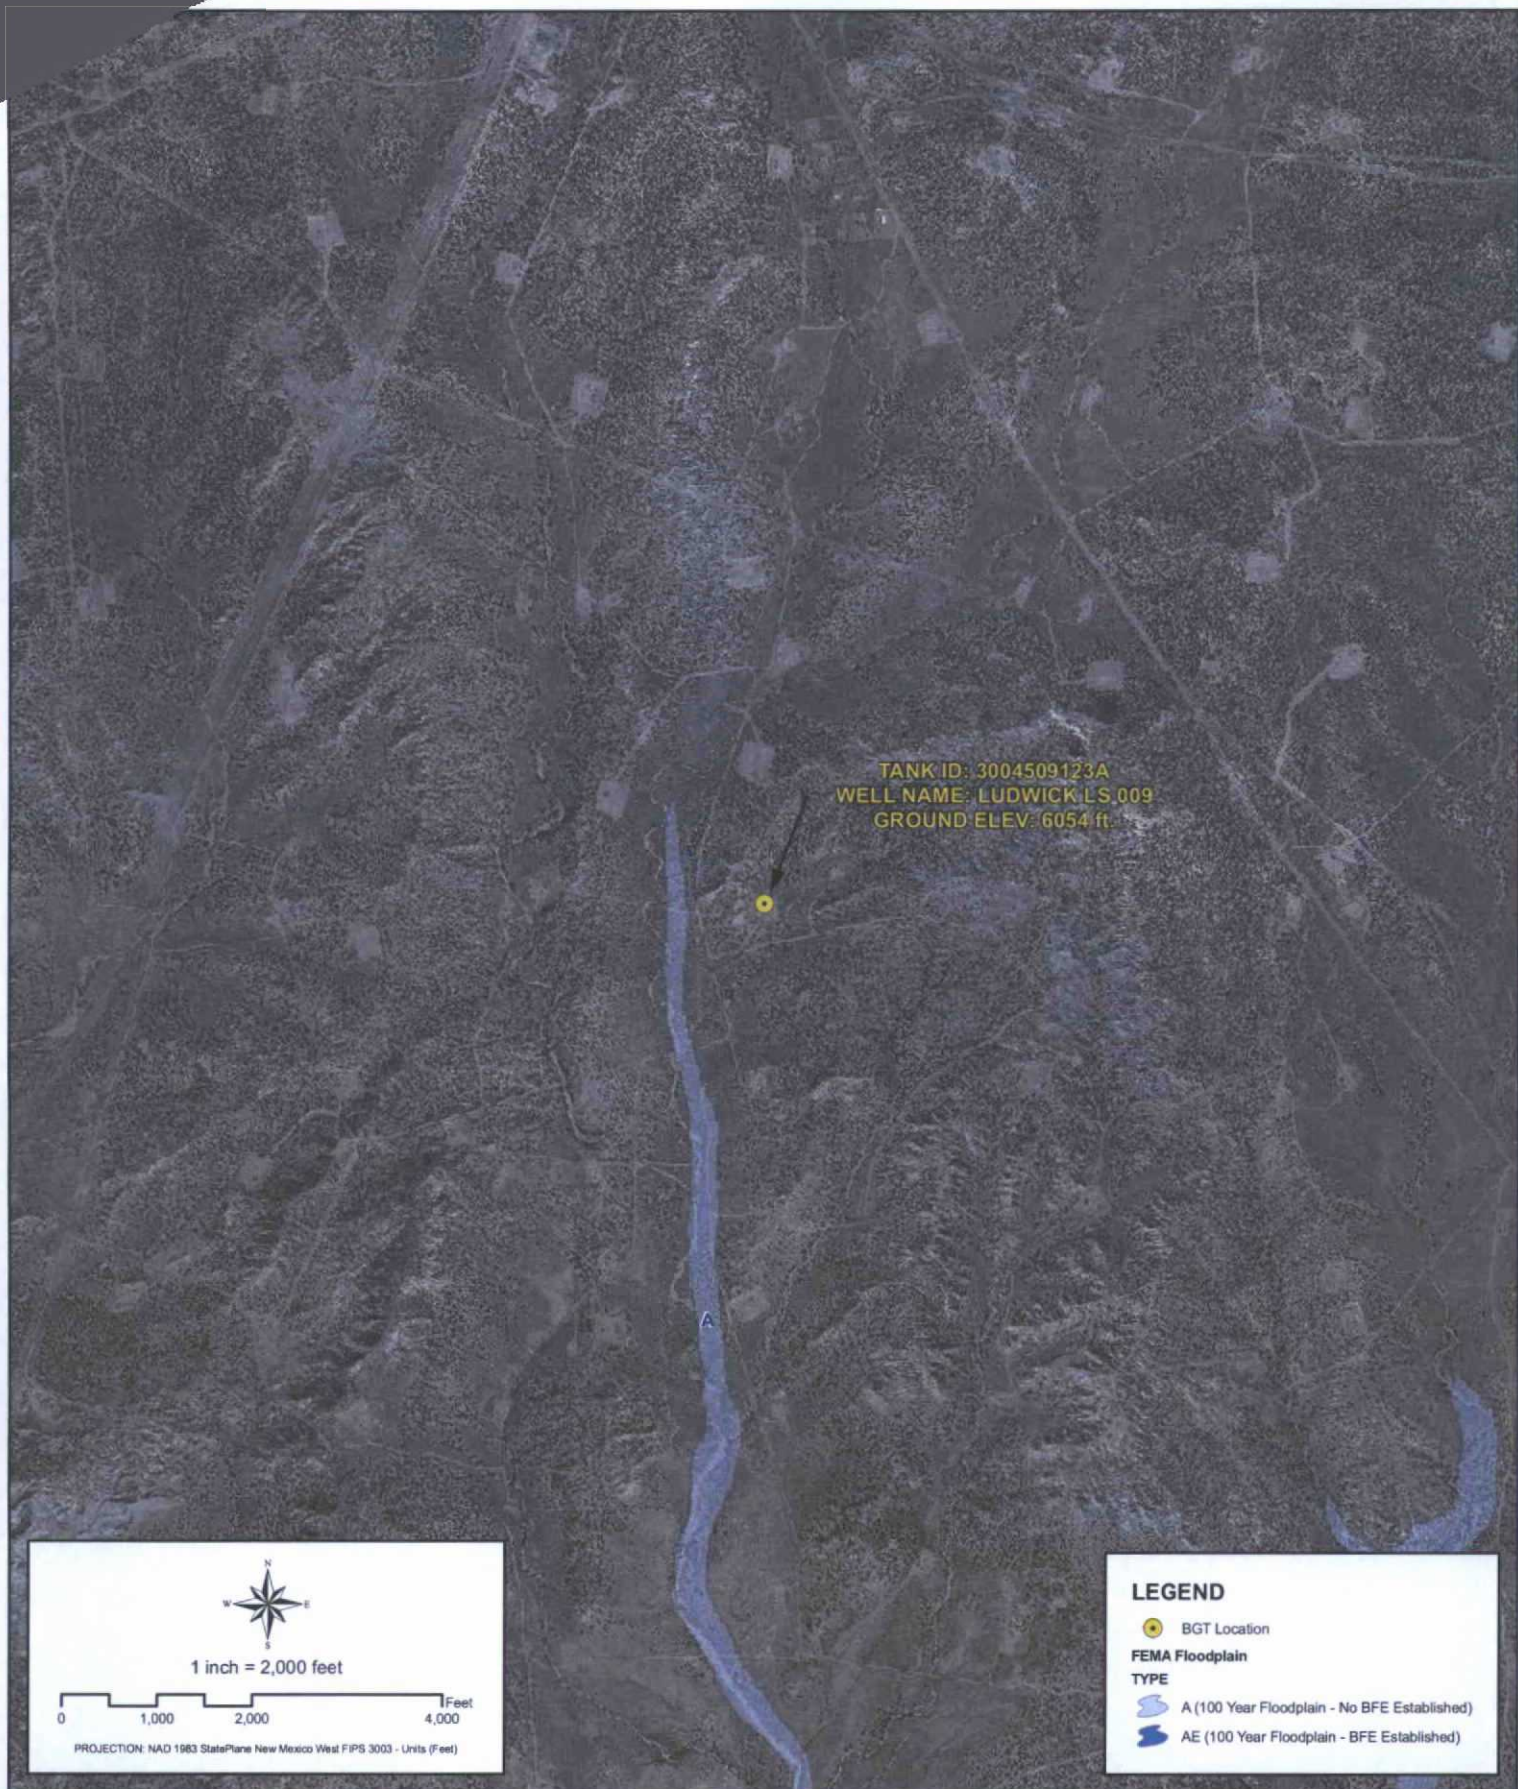 TANK ID: 3004509123A
WELL NAME: LUDWICK LS 009
GROUND ELEV: 6054 ft.
A
N
W E
S
1 inch = 2,000 feet
Feet
0 1,000 2,000 4,000
PROJECTION: NAD 1983 StatePlane New Mexico West FIPS 3003 - Units (Feet)
LEGEND
BGT Location
FEMA Floodplain
TYPE
A (100 Year Floodplain - No BFE Established)
AE (100 Year Floodplain - BFE Established)